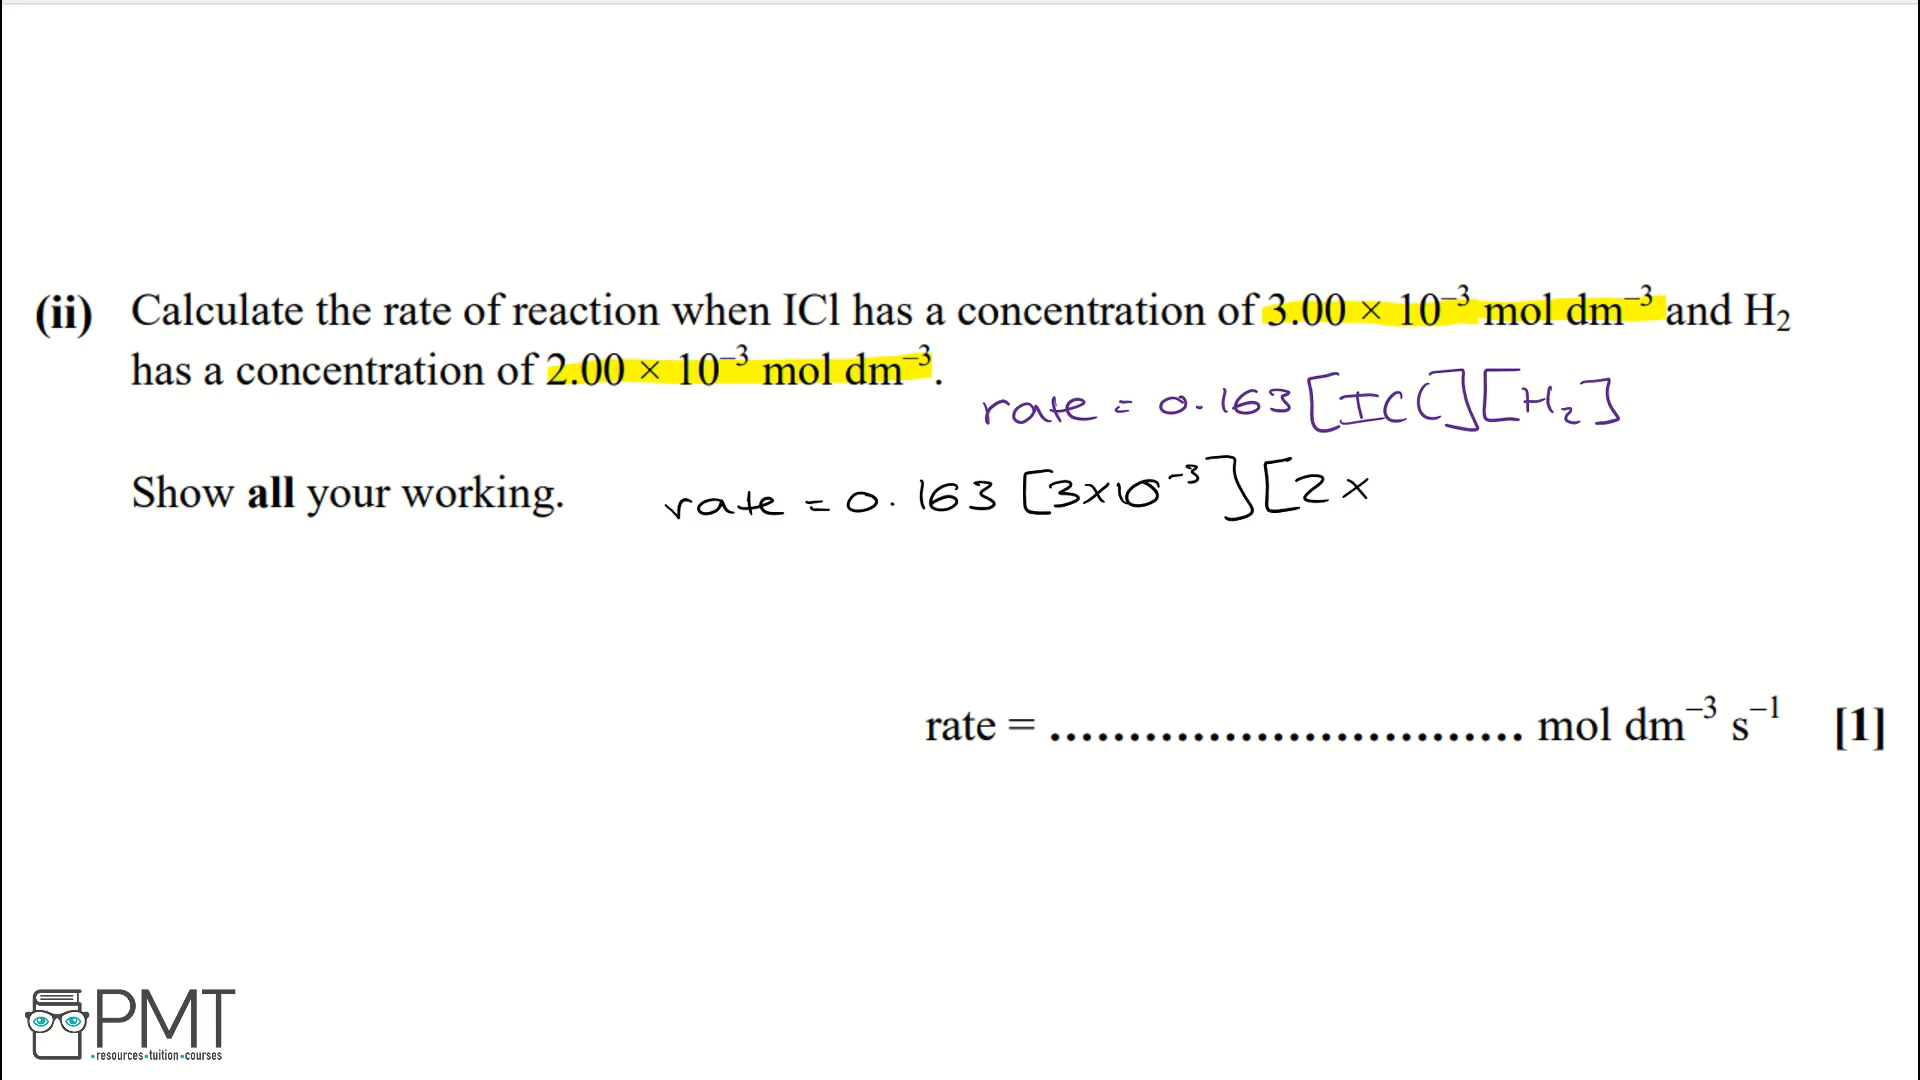 (ii) Calculate the rate of reaction when ICl has a concentration of 3.00 × 10⁻³ mol dm⁻³ and H₂
has a concentration of 2.00 × 10⁻³ mol dm⁻³.
rate = 0.163 [ICl][H₂]
Show all your working.
rate = 0.163 [3×10⁻³][2 ×
rate = .............................. mol dm⁻³ s⁻¹ [1]
PMT
•resources•tuition•courses